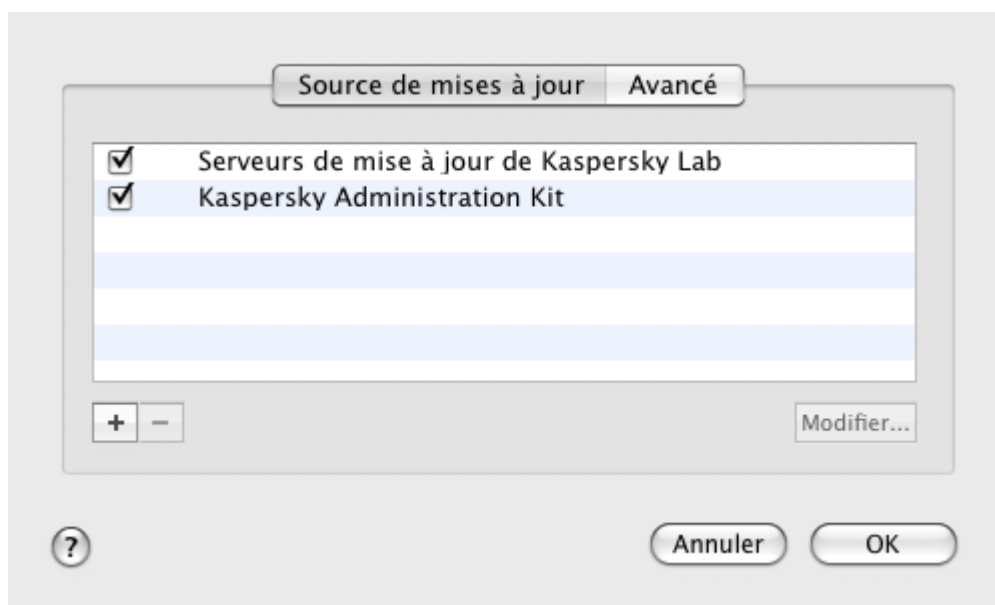 Source de mises à jour
Avancé
Serveurs de mise à jour de Kaspersky Lab
Kaspersky Administration Kit
+
−
Modifier...
?
Annuler
OK